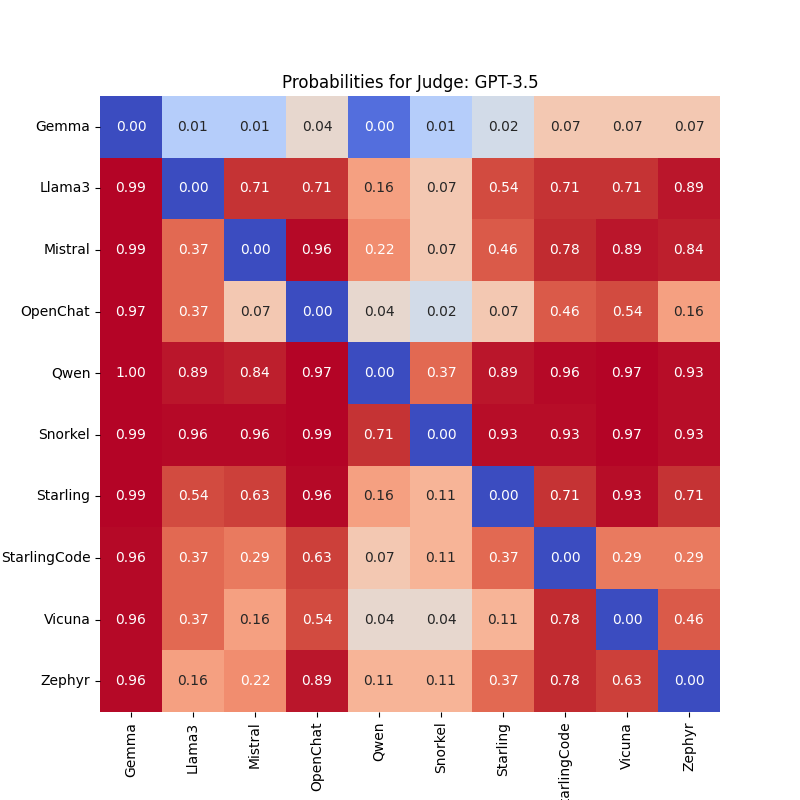 Probabilities for Judge: GPT-3.5
Gemma 0.00 0.01 0.01 0.04 0.00 0.01 0.02 0.07 0.07 0.07
Llama3 0.99 0.00 0.71 0.71 0.16 0.07 0.54 0.71 0.71 0.89
Mistral 0.99 0.37 0.00 0.96 0.22 0.07 0.46 0.78 0.89 0.84
OpenChat 0.97 0.37 0.07 0.00 0.04 0.02 0.07 0.46 0.54 0.16
Qwen 1.00 0.89 0.84 0.97 0.00 0.37 0.89 0.96 0.97 0.93
Snorkel 0.99 0.96 0.96 0.99 0.71 0.00 0.93 0.93 0.97 0.93
Starling 0.99 0.54 0.63 0.96 0.16 0.11 0.00 0.71 0.93 0.71
StarlingCode 0.96 0.37 0.29 0.63 0.07 0.11 0.37 0.00 0.29 0.29
Vicuna 0.96 0.37 0.16 0.54 0.04 0.04 0.11 0.78 0.00 0.46
Zephyr 0.96 0.16 0.22 0.89 0.11 0.11 0.37 0.78 0.63 0.00
Gemma Llama3 Mistral OpenChat Qwen Snorkel Starling arlingCode Vicuna Zephyr